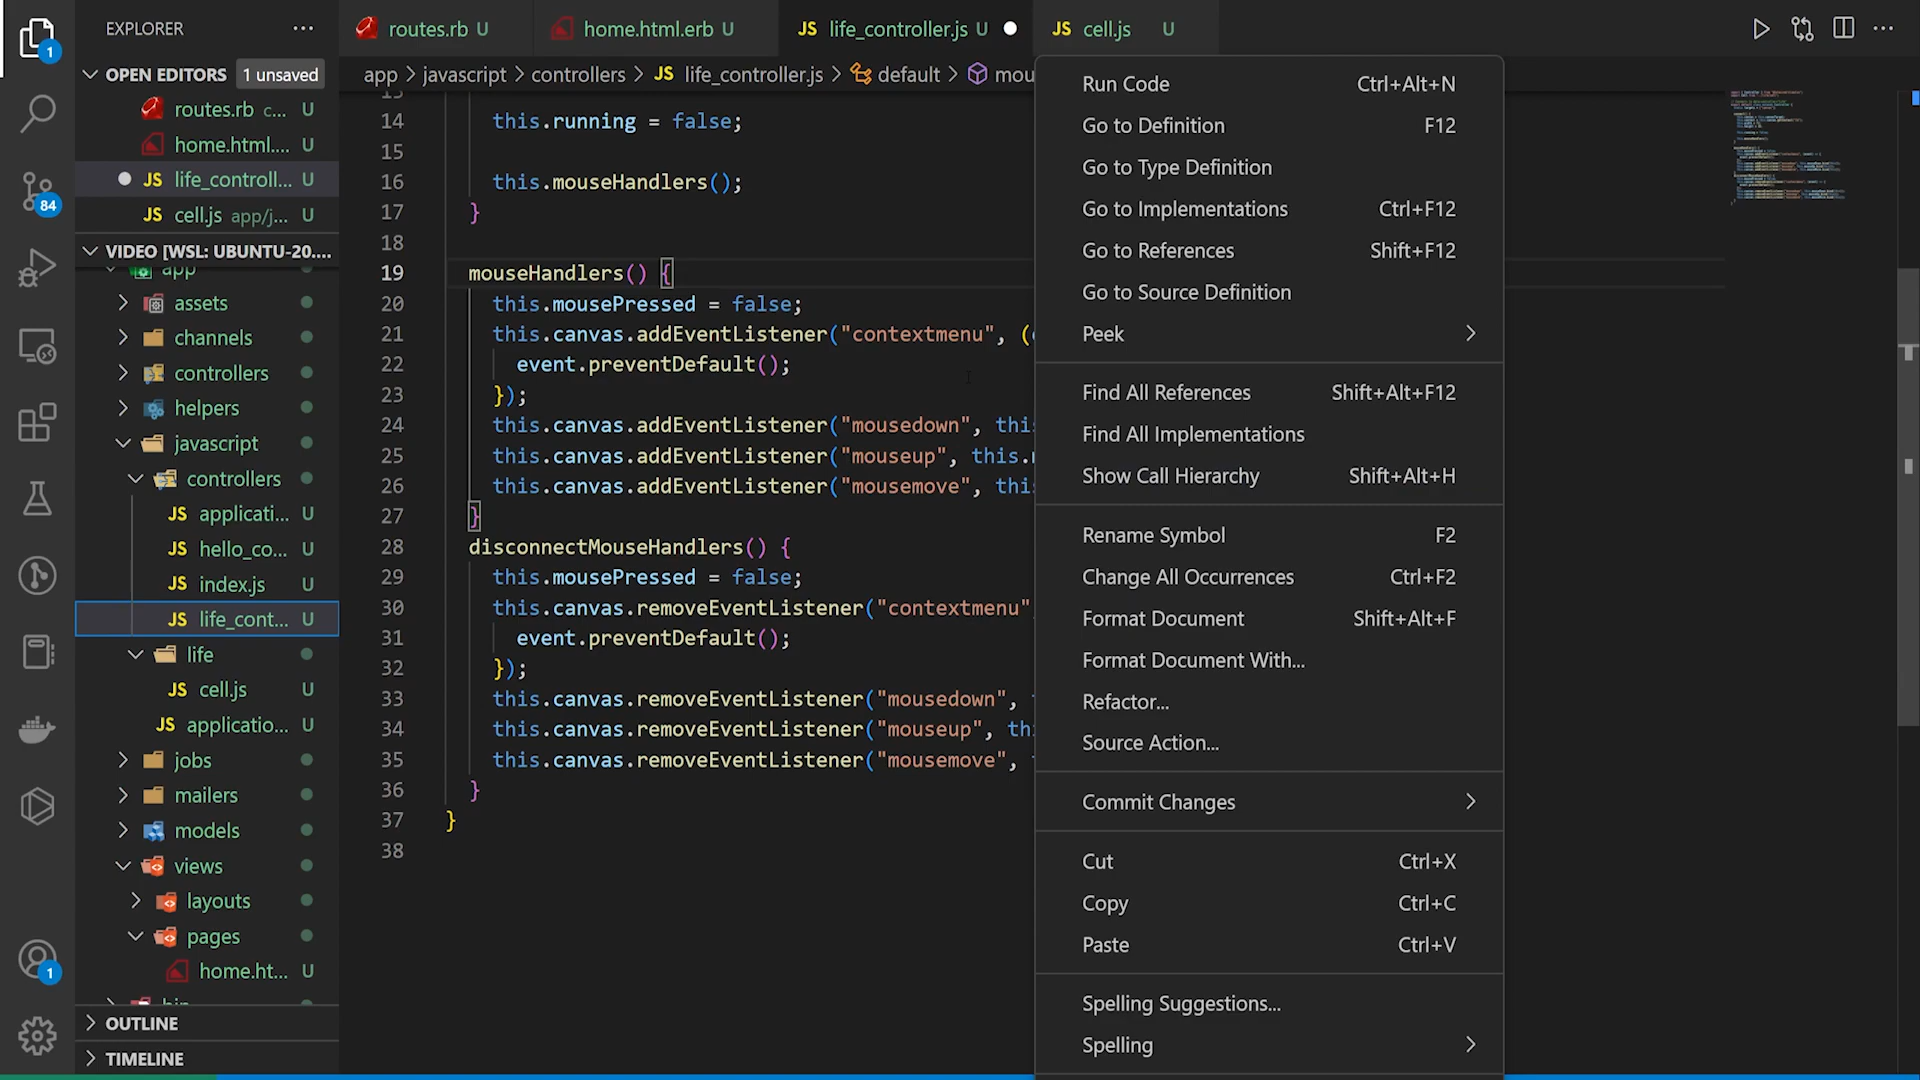 EXPLORER
routes.rb U
home.html.erb U
life_controller.js U
JS cell.js U
OPEN EDITORS 1 unsaved
routes.rb c... U
home.html.... U
JS life_controll... U
JS cell.js app/j... U
VIDEO [WSL: UBUNTU-20....
app
assets
channels
controllers
helpers
javascript
controllers
JS applicati... U
JS hello_co... U
JS index.js U
JS life_cont... U
life
JS cell.js U
JS applicatio... U
jobs
mailers
models
views
layouts
pages
home.ht... U
bin
OUTLINE
TIMELINE
1
84
1
app > javascript > controllers > JS life_controller.js > default > mou
13
14 this.running = false;
15
16 this.mouseHandlers();
17 }
18
19 mouseHandlers() {
20 this.mousePressed = false;
21 this.canvas.addEventListener("contextmenu", (
22 event.preventDefault();
23 });
24 this.canvas.addEventListener("mousedown", this
25 this.canvas.addEventListener("mouseup", this.
26 this.canvas.addEventListener("mousemove", this
27 }
28 disconnectMouseHandlers() {
29 this.mousePressed = false;
30 this.canvas.removeEventListener("contextmenu"
31 event.preventDefault();
32 });
33 this.canvas.removeEventListener("mousedown",
34 this.canvas.removeEventListener("mouseup", th
35 this.canvas.removeEventListener("mousemove",
36 }
37 }
38
Run Code Ctrl+Alt+N
Go to Definition F12
Go to Type Definition
Go to Implementations Ctrl+F12
Go to References Shift+F12
Go to Source Definition
Peek
Find All References Shift+Alt+F12
Find All Implementations
Show Call Hierarchy Shift+Alt+H
Rename Symbol F2
Change All Occurrences Ctrl+F2
Format Document Shift+Alt+F
Format Document With...
Refactor...
Source Action...
Commit Changes
Cut Ctrl+X
Copy Ctrl+C
Paste Ctrl+V
Spelling Suggestions...
Spelling